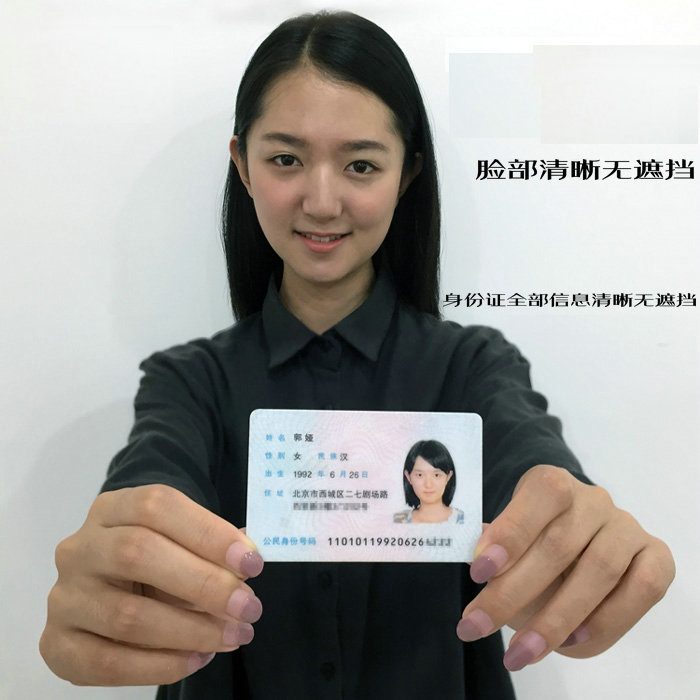 脸部清晰无遮挡
身份证全部信息清晰无遮挡
姓名 郭娅
性别 女 民族 汉
出生 1992 年 6 月 26 日
住址 北京市西城区二七剧场路
公民身份号码 11010119920626